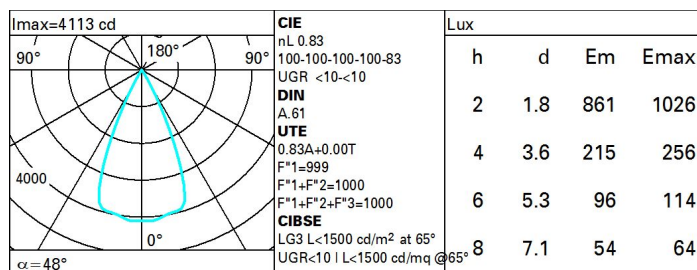 Imax=4113 cd
90°
180°
90°
4000
0°
α=48°
CIE
nL 0.83
100-100-100-100-83
UGR <10-<10
DIN
A.61
UTE
0.83A+0.00T
F"1=999
F"1+F"2=1000
F"1+F"2+F"3=1000
CIBSE
LG3 L<1500 cd/m² at 65°
UGR<10 | L<1500 cd/mq @65°
Lux
h d Em Emax
2 1.8 861 1026
4 3.6 215 256
6 5.3 96 114
8 7.1 54 64